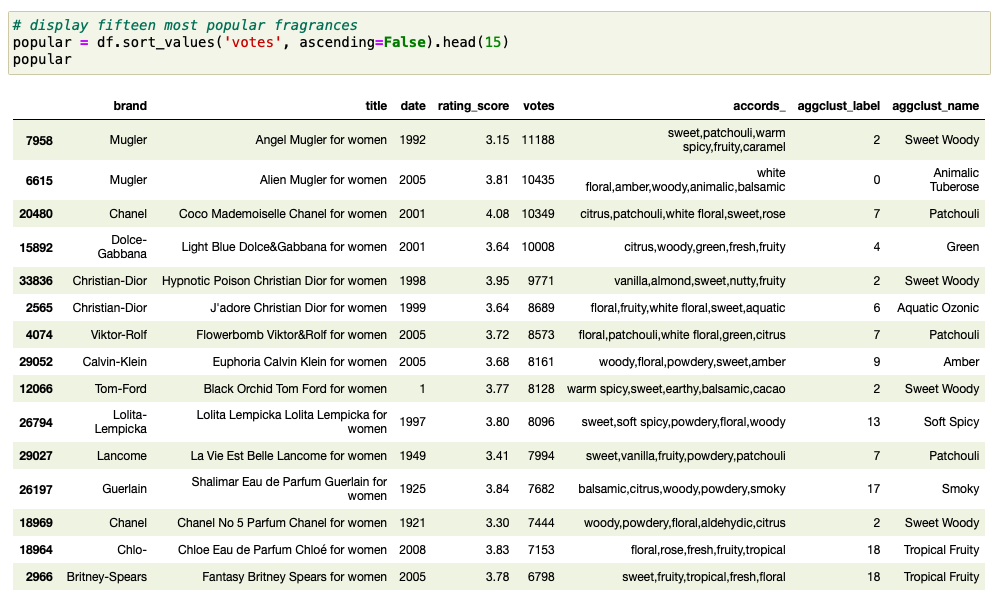 # display fifteen most popular fragrances
popular = df.sort_values('votes', ascending=False).head(15)
popular
brand title date rating_score votes accords_ aggclust_label aggclust_name
7958 Mugler Angel Mugler for women 1992 3.15 11188 sweet,patchouli,warm spicy,fruity,caramel 2 Sweet Woody
6615 Mugler Alien Mugler for women 2005 3.81 10435 white floral,amber,woody,animalic,balsamic 0 Animalic Tuberose
20480 Chanel Coco Mademoiselle Chanel for women 2001 4.08 10349 citrus,patchouli,white floral,sweet,rose 7 Patchouli
15892 Dolce-Gabbana Light Blue Dolce&Gabbana for women 2001 3.64 10008 citrus,woody,green,fresh,fruity 4 Green
33836 Christian-Dior Hypnotic Poison Christian Dior for women 1998 3.95 9771 vanilla,almond,sweet,nutty,fruity 2 Sweet Woody
2565 Christian-Dior J'adore Christian Dior for women 1999 3.64 8689 floral,fruity,white floral,sweet,aquatic 6 Aquatic Ozonic
4074 Viktor-Rolf Flowerbomb Viktor&Rolf for women 2005 3.72 8573 floral,patchouli,white floral,green,citrus 7 Patchouli
29052 Calvin-Klein Euphoria Calvin Klein for women 2005 3.68 8161 woody,floral,powdery,sweet,amber 9 Amber
12066 Tom-Ford Black Orchid Tom Ford for women 1 3.77 8128 warm spicy,sweet,earthy,balsamic,cacao 2 Sweet Woody
26794 Lolita-Lempicka Lolita Lempicka Lolita Lempicka for women 1997 3.80 8096 sweet,soft spicy,powdery,floral,woody 13 Soft Spicy
29027 Lancome La Vie Est Belle Lancome for women 1949 3.41 7994 sweet,vanilla,fruity,powdery,patchouli 7 Patchouli
26197 Guerlain Shalimar Eau de Parfum Guerlain for women 1925 3.84 7682 balsamic,citrus,woody,powdery,smoky 17 Smoky
18969 Chanel Chanel No 5 Parfum Chanel for women 1921 3.30 7444 woody,powdery,floral,aldehydic,citrus 2 Sweet Woody
18964 Chlo- Chloe Eau de Parfum Chloé for women 2008 3.83 7153 floral,rose,fresh,fruity,tropical 18 Tropical Fruity
2966 Britney-Spears Fantasy Britney Spears for women 2005 3.78 6798 sweet,fruity,tropical,fresh,floral 18 Tropical Fruity